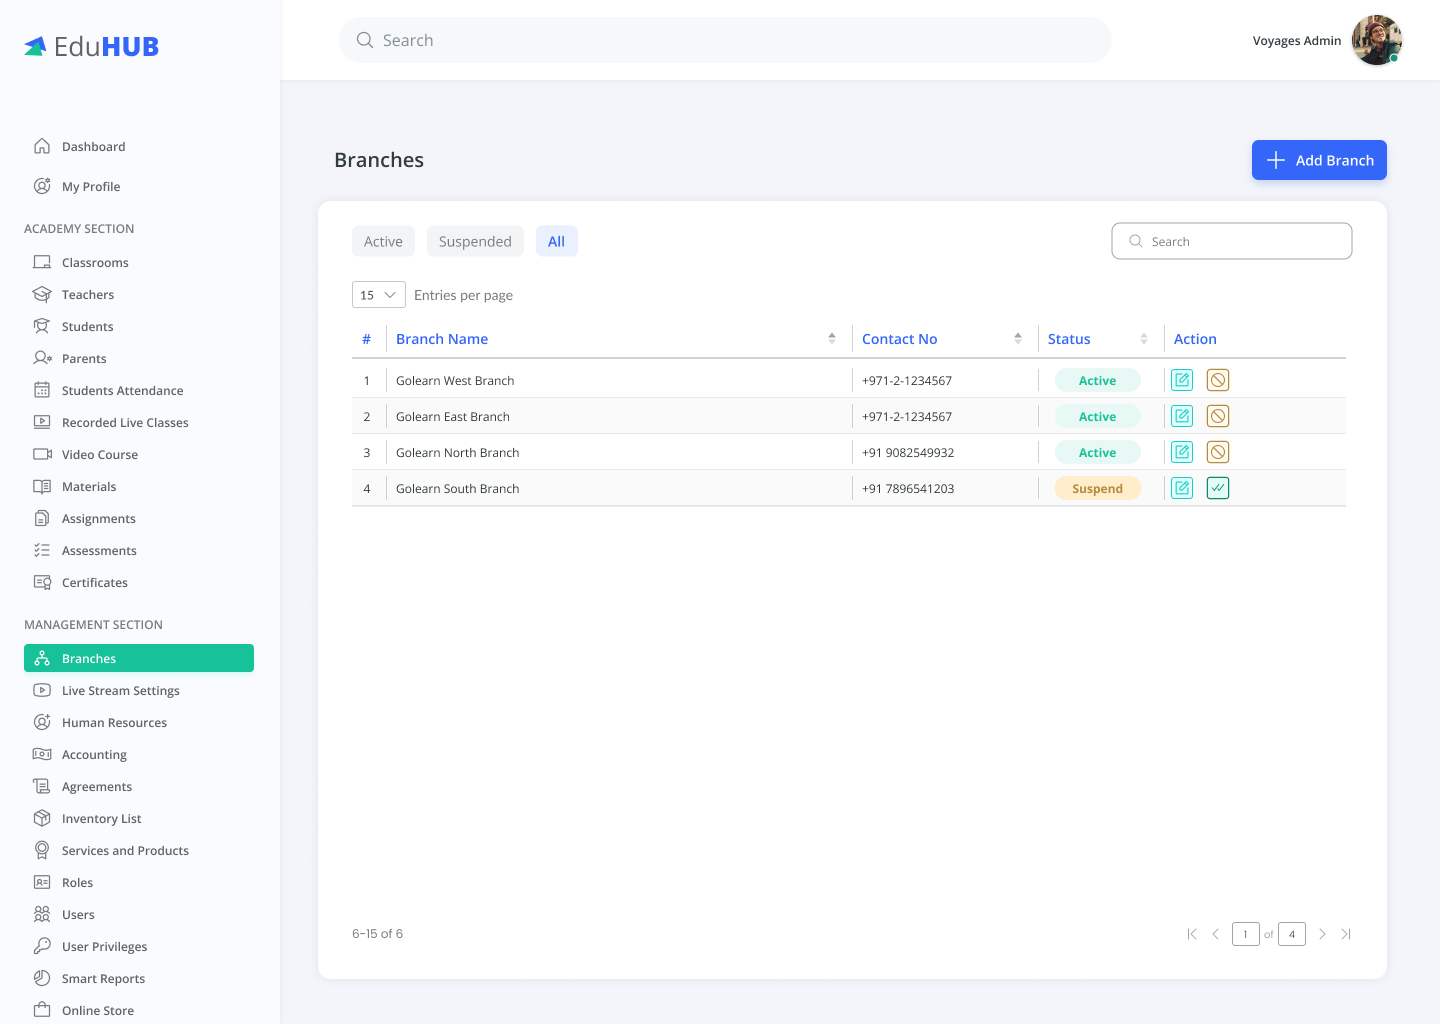 EduHUB
Search
Voyages Admin
Dashboard
My Profile
ACADEMY SECTION
Classrooms
Teachers
Students
Parents
Students Attendance
Recorded Live Classes
Video Course
Materials
Assignments
Assessments
Certificates
MANAGEMENT SECTION
Branches
Live Stream Settings
Human Resources
Accounting
Agreements
Inventory List
Services and Products
Roles
Users
User Privileges
Smart Reports
Online Store
Branches
Add Branch
Active Suspended All
Search
15 Entries per page
# Branch Name Contact No Status Action
1 Golearn West Branch +971-2-1234567 Active
2 Golearn East Branch +971-2-1234567 Active
3 Golearn North Branch +91 9082549932 Active
4 Golearn South Branch +91 7896541203 Suspend
6-15 of 6
1 of 4